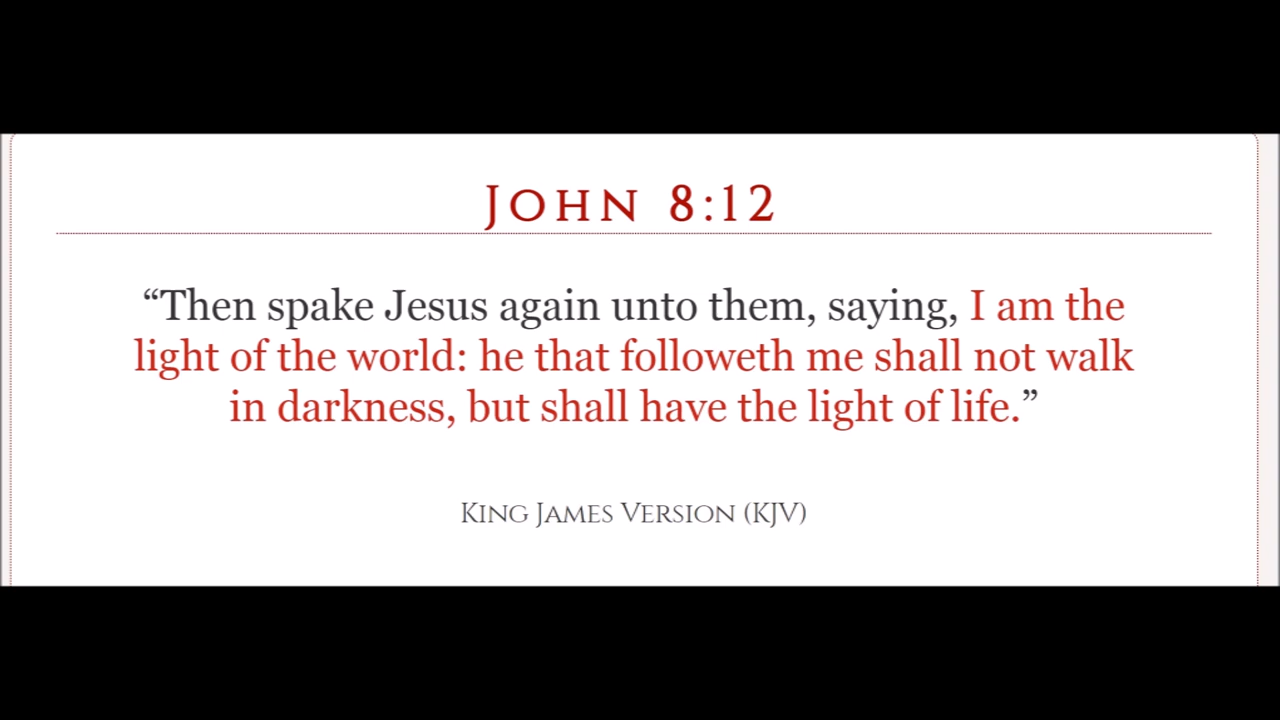 John 8:12
“Then spake Jesus again unto them, saying, I am the
light of the world: he that followeth me shall not walk
in darkness, but shall have the light of life.”
King James Version (KJV)